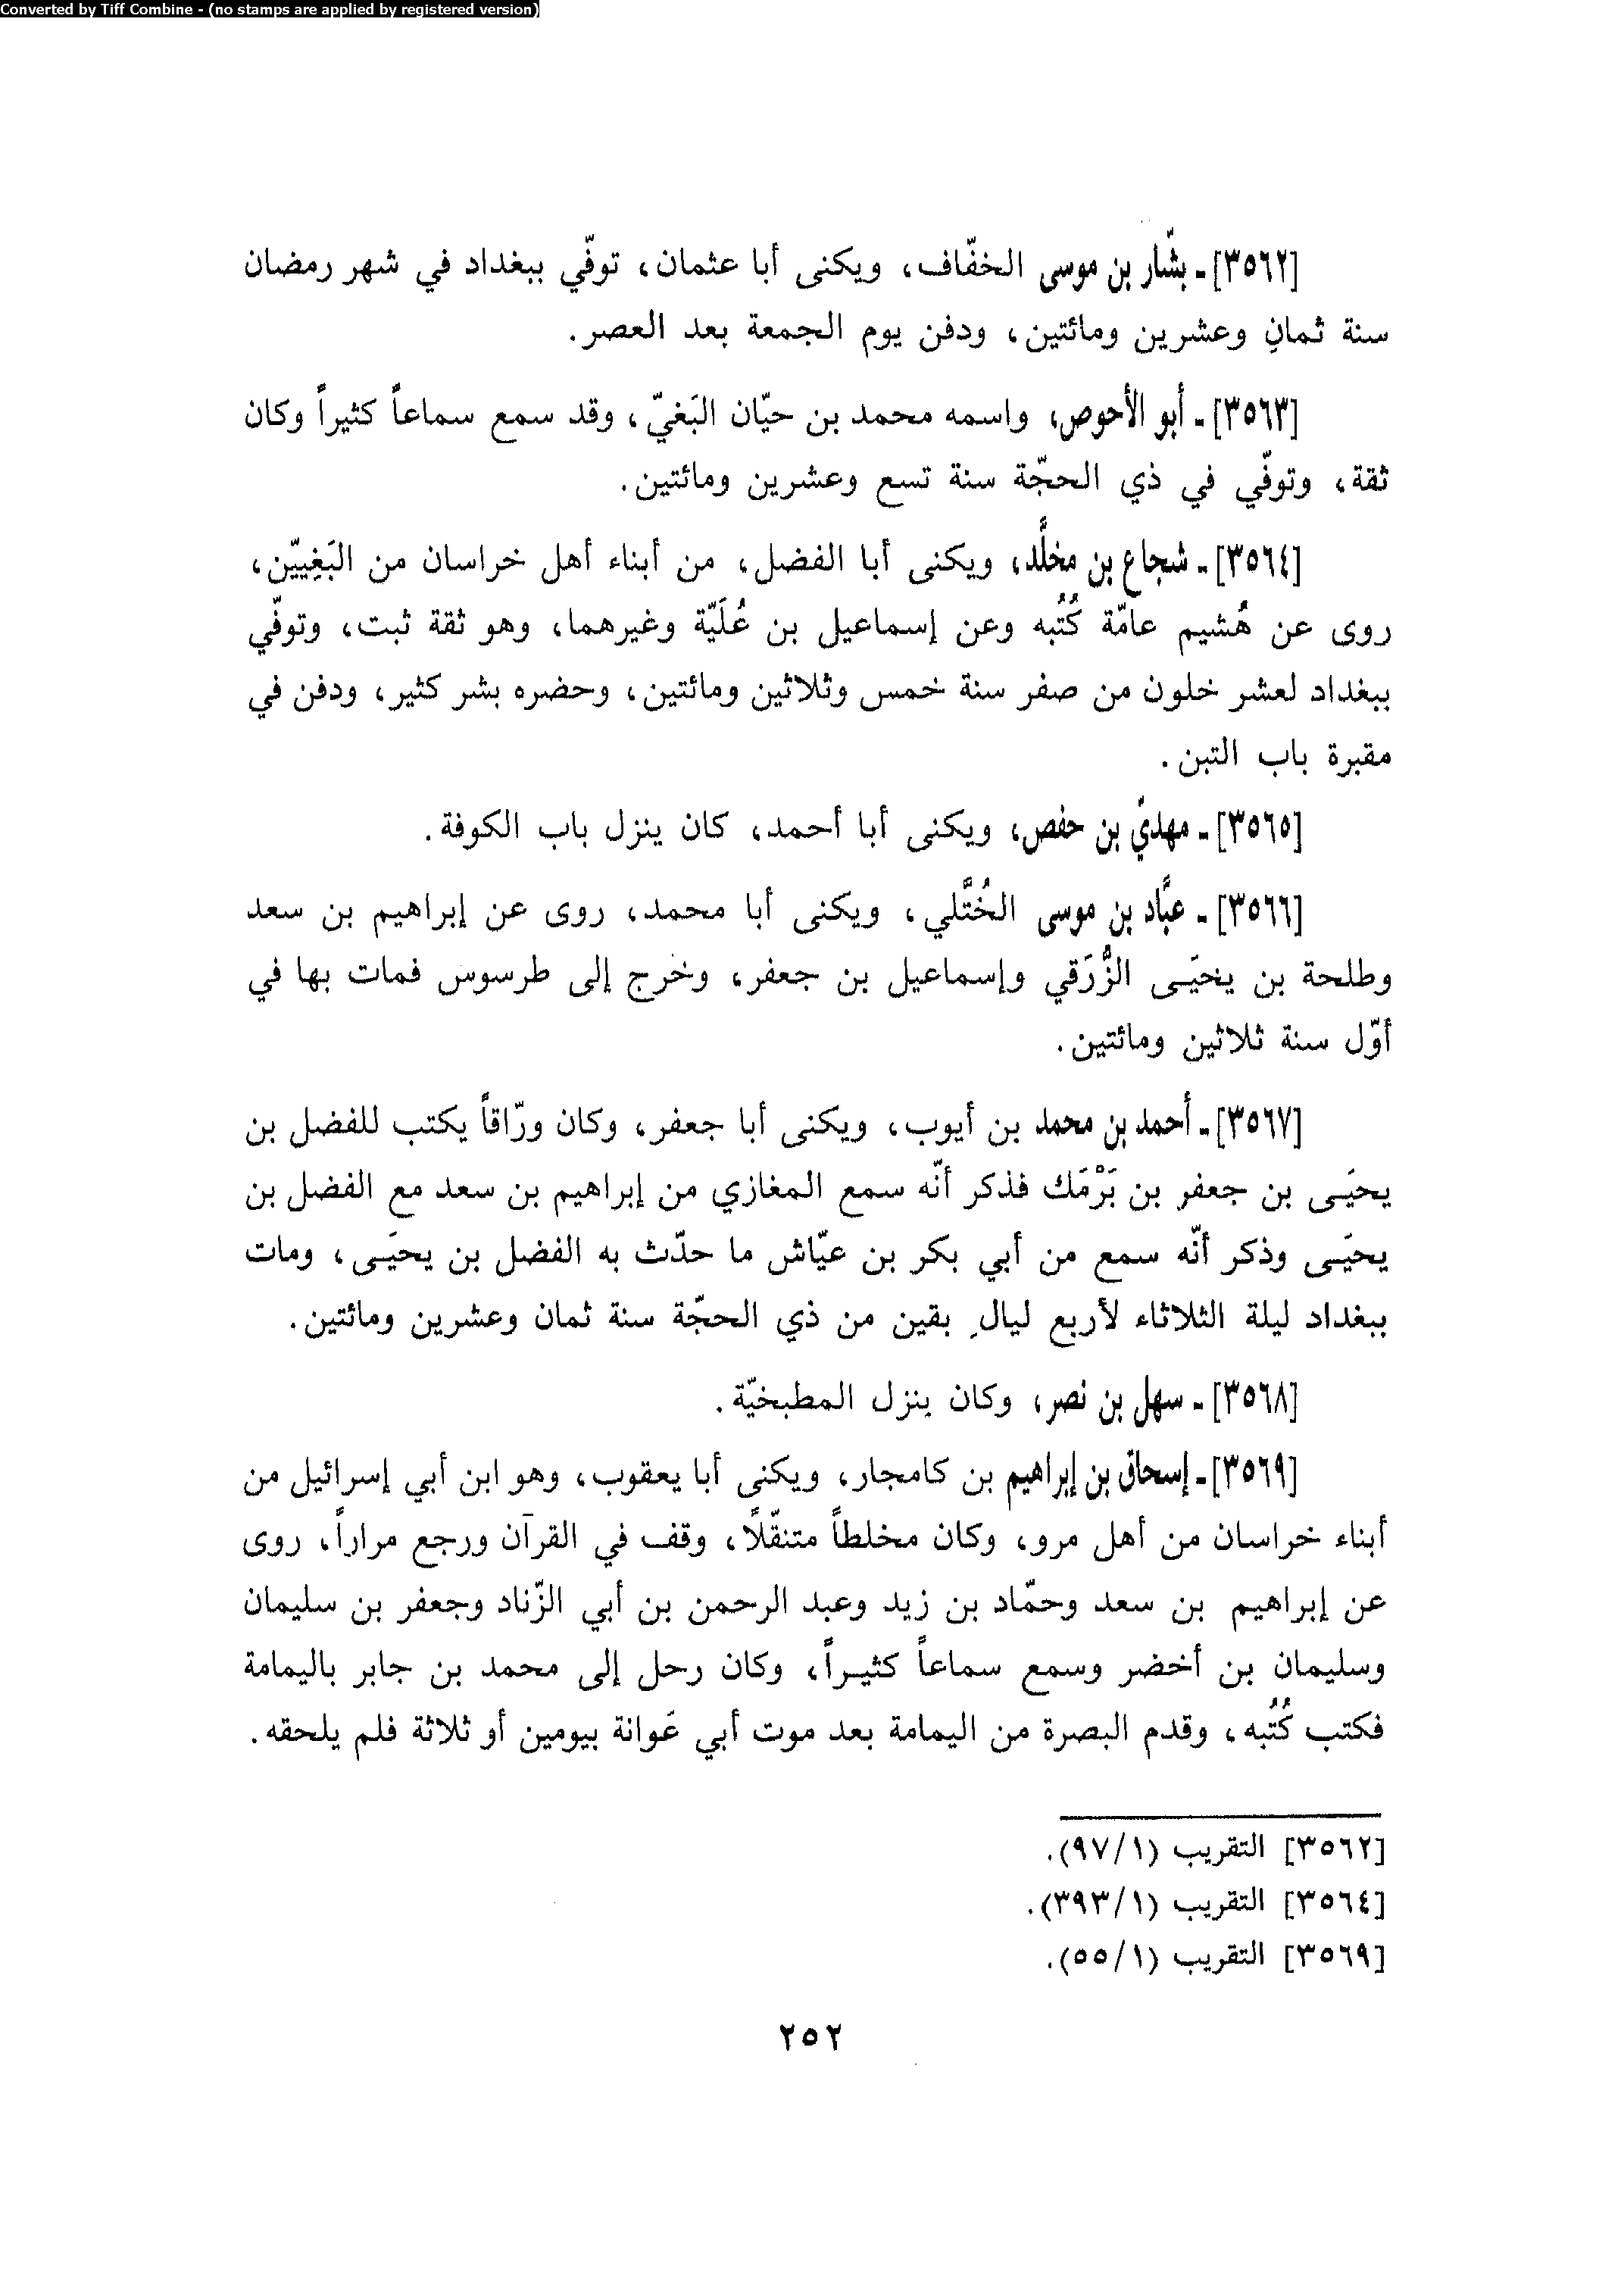 Converted by Tiff Combine - (no stamps are applied by registered version)
[٣٥٦٢] ـ بشّار بن موسى الخفّاف، ويكنى أبا عثمان، توفّي ببغداد في شهر رمضان
سنة ثمانِ وعشرين ومائتين، ودفن يوم الجمعة بعد العصر.
[٣٥٦٣] ـ أبو الأحوص، واسمه محمد بن حيّان البَغيّ، وقد سمع سماعاً كثيراً وكان
ثقة، وتوفّي في ذي الحجّة سنة تسع وعشرين ومائتين.
[٣٥٦٤] ـ شجاع بن مخلَّد، ويكنى أبا الفضل، من أبناء أهل خراسان من البَغِييّن،
روى عن هُشيم عامّة كُتُبه وعن إسماعيل بن عُلَيّة وغيرهما، وهو ثقة ثبت، وتوفّي
ببغداد لعشر خلون من صفر سنة خمس وثلاثين ومائتين، وحضره بشر كثير، ودفن في
مقبرة باب التبن.
[٣٥٦٥] ـ مهديّ بن حفص، ويكنى أبا أحمد، كان ينزل باب الكوفة.
[٣٥٦٦] ـ عبَّاد بن موسى الخُتَّلي، ويكنى أبا محمد، روى عن إبراهيم بن سعد
وطلحة بن يحيَـى الزُّرَقي وإسماعيل بن جعفر، وخرج إلى طرسوس فمات بها في
أوّل سنة ثلاثين ومائتين.
[٣٥٦٧] ـ أحمد بن محمد بن أيوب، ويكنى أبا جعفر، وكان ورّاقاً يكتب للفضل بن
يحيَـى بن جعفر بن بَرْمَك فذكر أنّه سمع المغازي من إبراهيم بن سعد مع الفضل بن
يحيَـى وذكر أنّه سمع من أبي بكر بن عيّاش ما حدّث به الفضل بن يحيَـى، ومات
ببغداد ليلة الثلاثاء لأربع ليالٍ بقين من ذي الحجّة سنة ثمان وعشرين ومائتين.
[٣٥٦٨] ـ سهل بن نصر، وكان ينزل المطبخيّة.
[٣٥٦٩] ـ إسحاق بن إبراهيم بن كامجار، ويكنى أبا يعقوب، وهو ابن أبي إسرائيل من
أبناء خراسان من أهل مرو، وكان مخلطاً متنقّلاً، وقف في القرآن ورجع مراراً، روى
عن إبراهيم بن سعد وحمّاد بن زيد وعبد الرحمن بن أبي الزّناد وجعفر بن سليمان
وسليمان بن أخضر وسمع سماعاً كثيـراً، وكان رحل إلى محمد بن جابر باليمامة
فكتب كُتُبه، وقدم البصرة من اليمامة بعد موت أبي عَوانة بيومين أو ثلاثة فلم يلحقه.
[٣٥٦٢] التقريب (٩٧/١).
[٣٥٦٤] التقريب (٣٩٣/١).
[٣٥٦٩] التقريب (٥٥/١).
٢٥٢